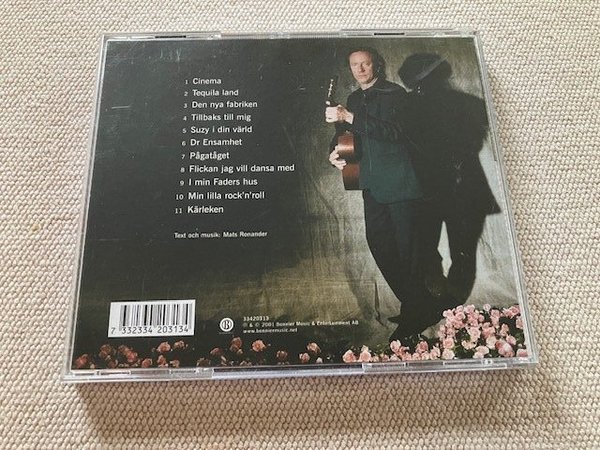 1 Cinema
2 Tequila land
3 Den nya fabriken
4 Tillbaks till mig
5 Suzy i din värld
6 Dr Ensamhet
7 Pågatåget
8 Flickan jag vill dansa med
9 I min Faders hus
10 Min lilla rock'n'roll
11 Kärleken
Text och musik: Mats Ronander
7 332334 203134
33420313
℗ & © 2001 Bonnier Music & Entertainment AB
www.bonniermusic.net